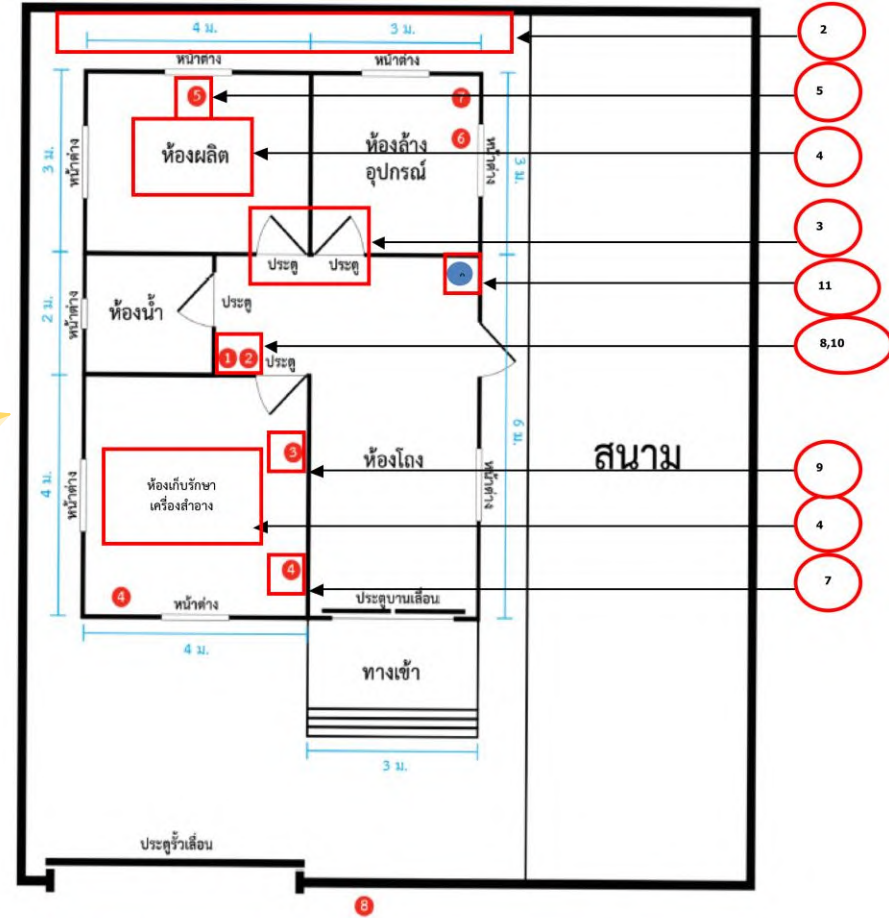 4 ม.
3 ม.
2
หน้าต่าง
หน้าต่าง
5
5
7
3 ม.
หน้าต่าง
ห้องผลิต
ห้องล้าง
อุปกรณ์
6
หน้าต่าง
3 ม.
4
3
ประตู
ประตู
11
2 ม.
หน้าต่าง
ห้องน้ำ
ประตู
1
2
ประตู
8,10
4 ม.
หน้าต่าง
3
ห้องโถง
หน้าต่าง
6 ม.
สนาม
9
ห้องเก็บรักษา
เครื่องสำอาง
4
4
4
7
หน้าต่าง
ประตูบานเลื่อน
4 ม.
ทางเข้า
3 ม.
ประตูรั้วเลื่อน
8